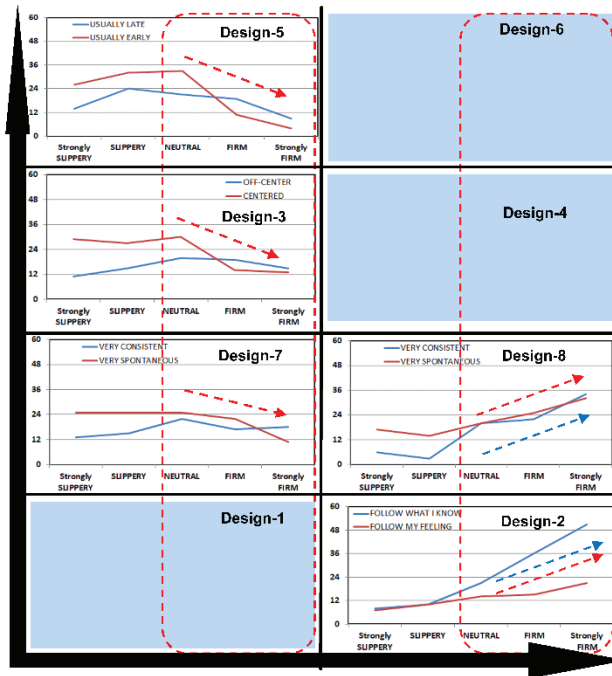 60
48
36
24
12
0
USUALLY LATE
USUALLY EARLY
Design-5
Strongly SLIPPERY
SLIPPERY
NEUTRAL
FIRM
Strongly FIRM
Design-6
60
48
36
24
12
0
OFF-CENTER
CENTERED
Design-3
Strongly SLIPPERY
SLIPPERY
NEUTRAL
FIRM
Strongly FIRM
Design-4
60
48
36
24
12
0
VERY CONSISTENT
VERY SPONTANEOUS
Design-7
Strongly SLIPPERY
SLIPPERY
NEUTRAL
FIRM
Strongly FIRM
60
48
36
24
12
0
VERY CONSISTENT
VERY SPONTANEOUS
Design-8
Strongly SLIPPERY
SLIPPERY
NEUTRAL
FIRM
Strongly FIRM
Design-1
60
48
36
24
12
0
FOLLOW WHAT I KNOW
FOLLOW MY FEELING
Design-2
Strongly SLIPPERY
SLIPPERY
NEUTRAL
FIRM
Strongly FIRM